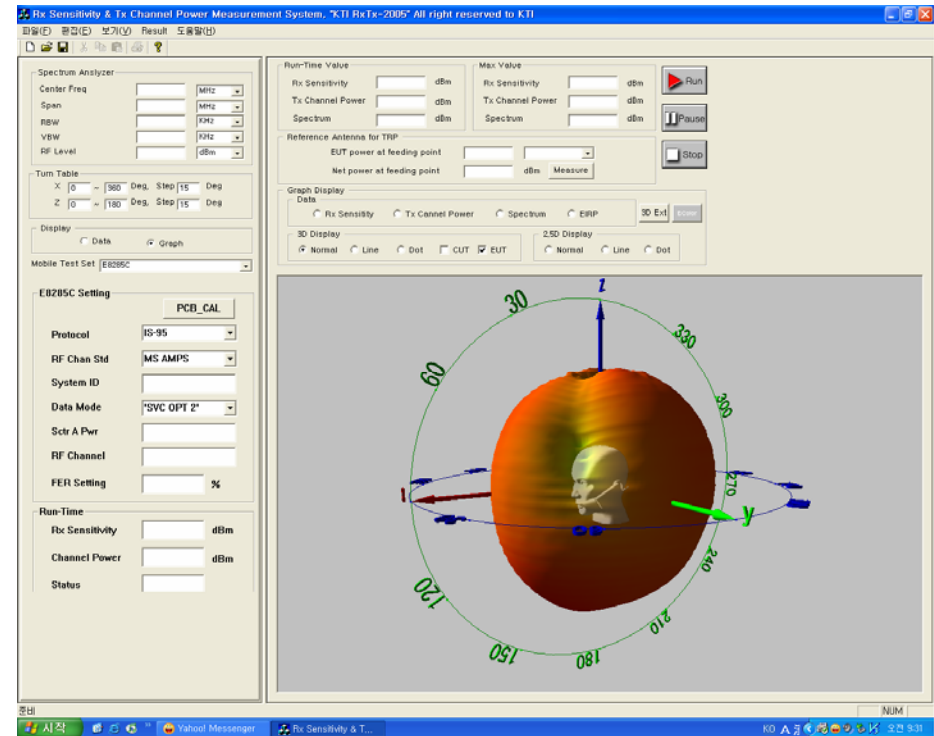 Rx Sensitivity & Tx Channel Power Measurement System, "KTI RxTx-2005" All right reserved to KTI
파일(F) 편집(E) 보기(V) Result 도움말(H)
Spectrum Anzlyzer
Center Freq MHz
Span MHz
RBW KHz
VBW KHz
RF Level dBm
Turn Table
X 0 ~ 360 Deg, Step 15 Deg
Z 0 ~ 180 Deg, Step 15 Deg
Display
Data Graph
Mobile Test Set E8285C
E8285C Setting
PCB_CAL
Protocol IS-95
RF Chan Std MS AMPS
System ID
Data Mode "SVC OPT 2"
Sctr A Pwr
RF Channel
FER Setting %
Run-Time
Rx Sensitivity dBm
Channel Power dBm
Status
Run-Time Value
Rx Sensitivity dBm
Tx Channel Power dBm
Spectrum dBm
Max Value
Rx Sensitivity dBm
Tx Channel Power dBm
Spectrum dBm
Run
Pause
Stop
Reference Antenna for TRP
EUT power at feeding point
Net power at feeding point dBm Measure
Graph Display
Data
Rx Sensitity Tx Cannel Power Spectrum EIRP 3D Ext
3D Display
Normal Line Dot CUT EUT
2,5D Display
Normal Line Dot
z
30
330
60
300
270
y
120
240
150
210
180
준비 NUM
시작 Yahoo! Messenger Rx Sensitivity & T... KO 오전 9:31